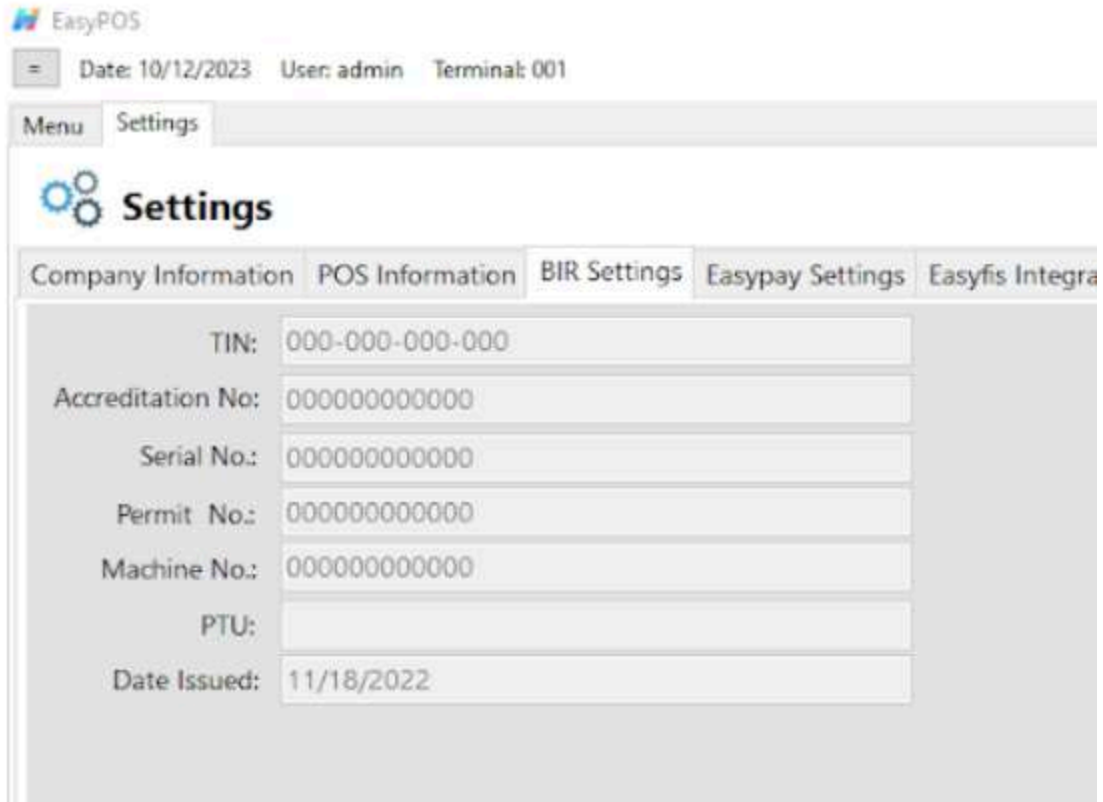 EasyPOS
= Date: 10/12/2023 User: admin Terminal: 001
Menu Settings
Settings
Company Information POS Information BIR Settings Easypay Settings Easyfis Integra
TIN: 000-000-000-000
Accreditation No: 000000000000
Serial No.: 000000000000
Permit No.: 000000000000
Machine No.: 000000000000
PTU:
Date Issued: 11/18/2022